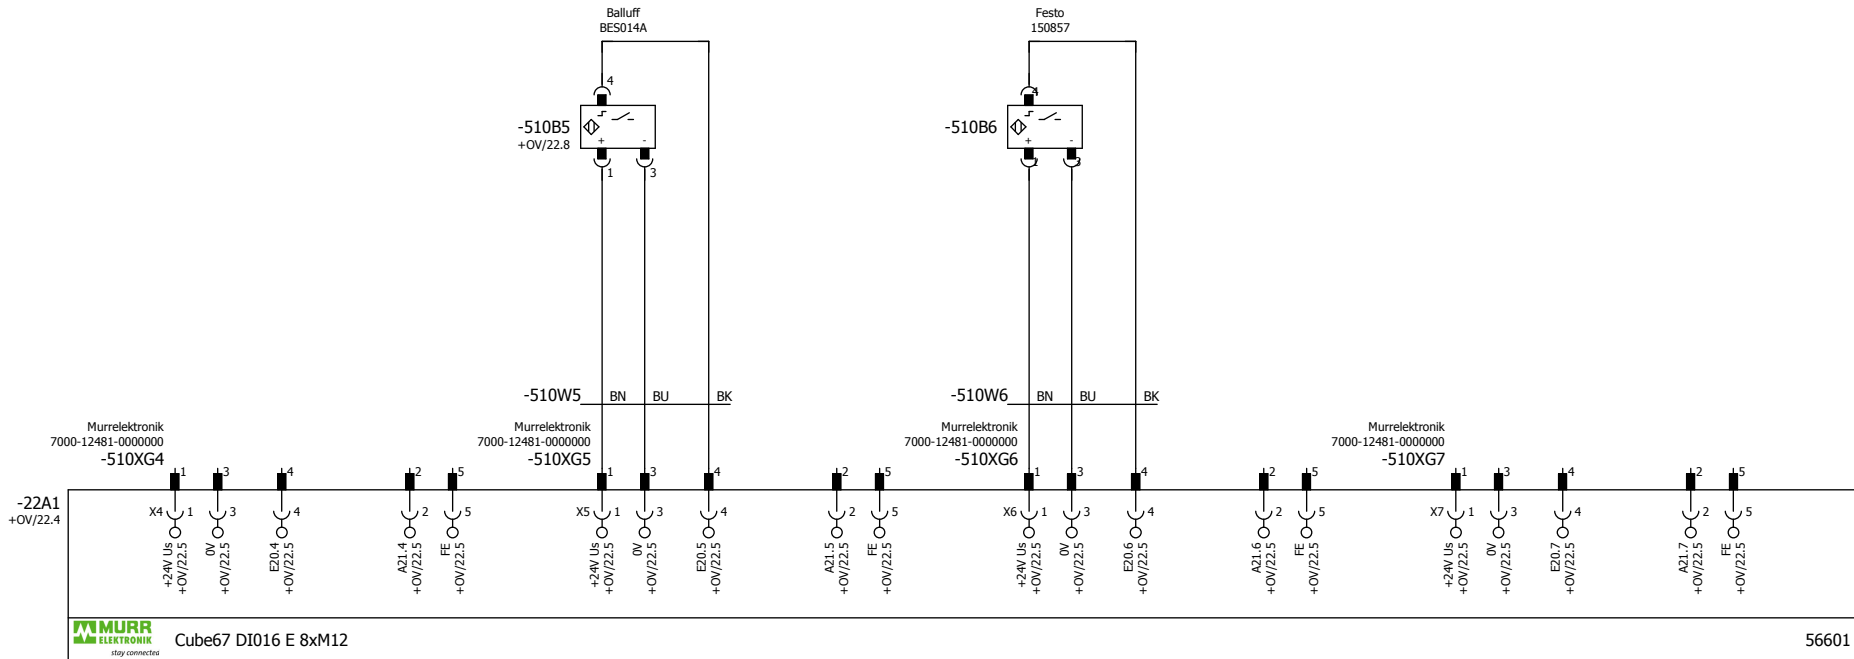 Balluff
BES014A
Festo
150857
4
4
-510B5
+OV/22.8
+ -
-510B6
+ -
1 3
1 3
-510W5 BN BU BK
-510W6 BN BU BK
Murrelektronik
7000-12481-0000000
-510XG4
1 3 4 2 5
Murrelektronik
7000-12481-0000000
-510XG5
1 3 4 2 5
Murrelektronik
7000-12481-0000000
-510XG6
1 3 4 2 5
Murrelektronik
7000-12481-0000000
-510XG7
1 3 4 2 5
-22A1
+OV/22.4
X4 1 3 4 2 5
X5 1 3 4 2 5
X6 1 3 4 2 5
X7 1 3 4 2 5
+24V Us
+OV/22.5
0V
+OV/22.5
E20.4
+OV/22.5
A21.4
+OV/22.5
FE
+OV/22.5
+24V Us
+OV/22.5
0V
+OV/22.5
E20.5
+OV/22.5
A21.5
+OV/22.5
FE
+OV/22.5
+24V Us
+OV/22.5
0V
+OV/22.5
E20.6
+OV/22.5
A21.6
+OV/22.5
FE
+OV/22.5
+24V Us
+OV/22.5
0V
+OV/22.5
E20.7
+OV/22.5
A21.7
+OV/22.5
FE
+OV/22.5
MURR
ELEKTRONIK
stay connected
Cube67 DI016 E 8xM12
56601